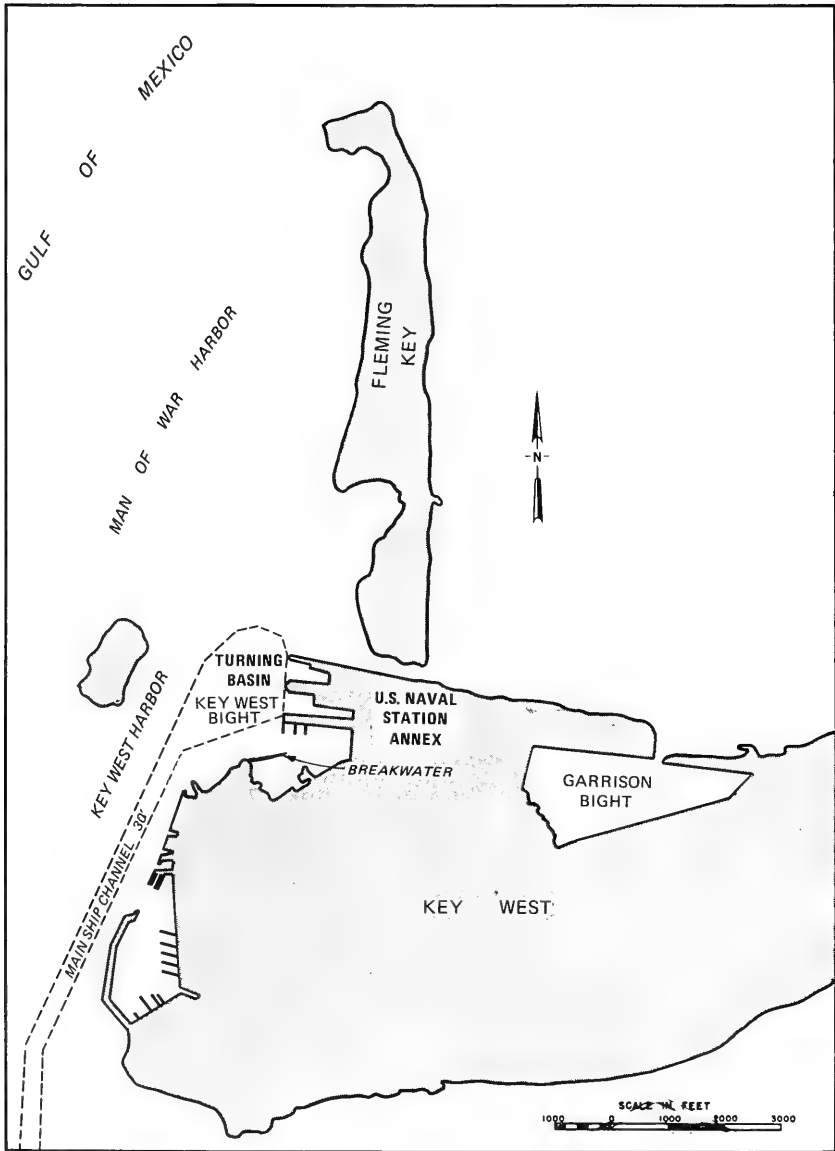 GULF OF MEXICO
MAN OF WAR HARBOR
FLEMING
KEY
-N-
TURNING
BASIN
KEY WEST
BIGHT
U.S. NAVAL
STATION
ANNEX
KEY WEST HARBOR
BREAKWATER
GARRISON
BIGHT
MAIN SHIP CHANNEL 30'
KEY WEST
SCALE IN FEET
1000 0 1000 2000 3000